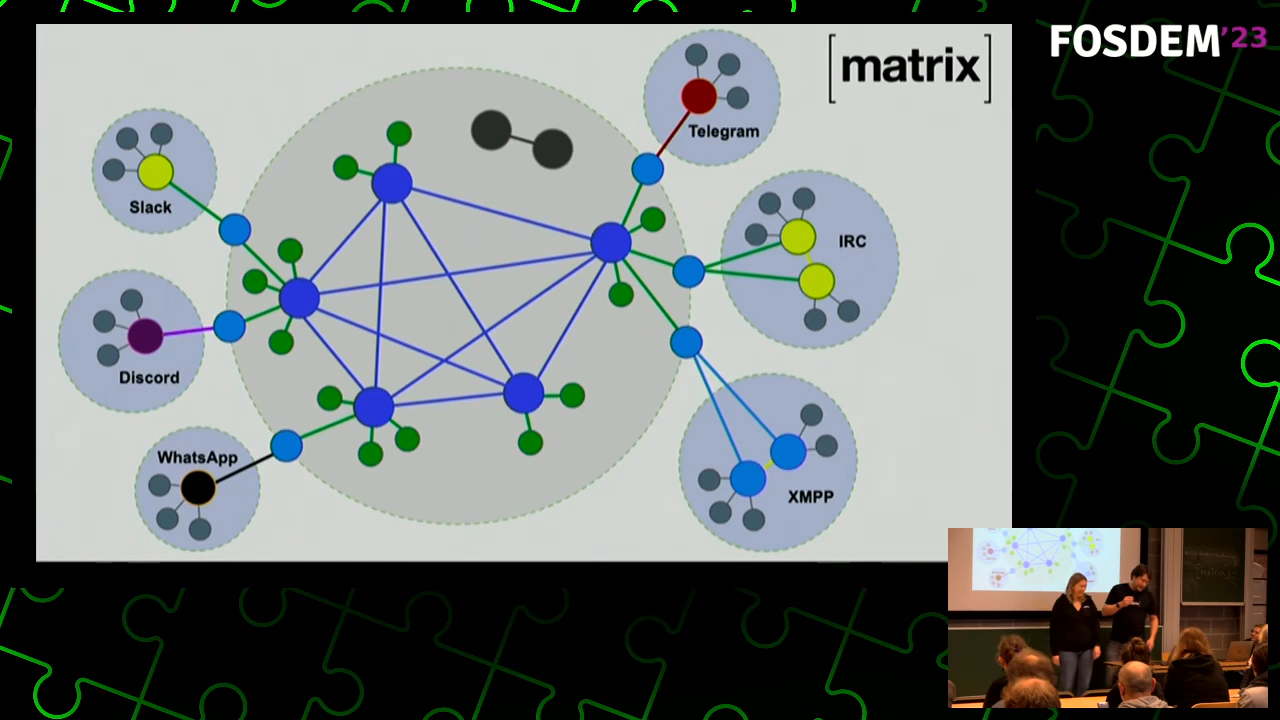 FOSDEM'23
[matrix]
Telegram
Slack
IRC
Discord
WhatsApp
XMPP